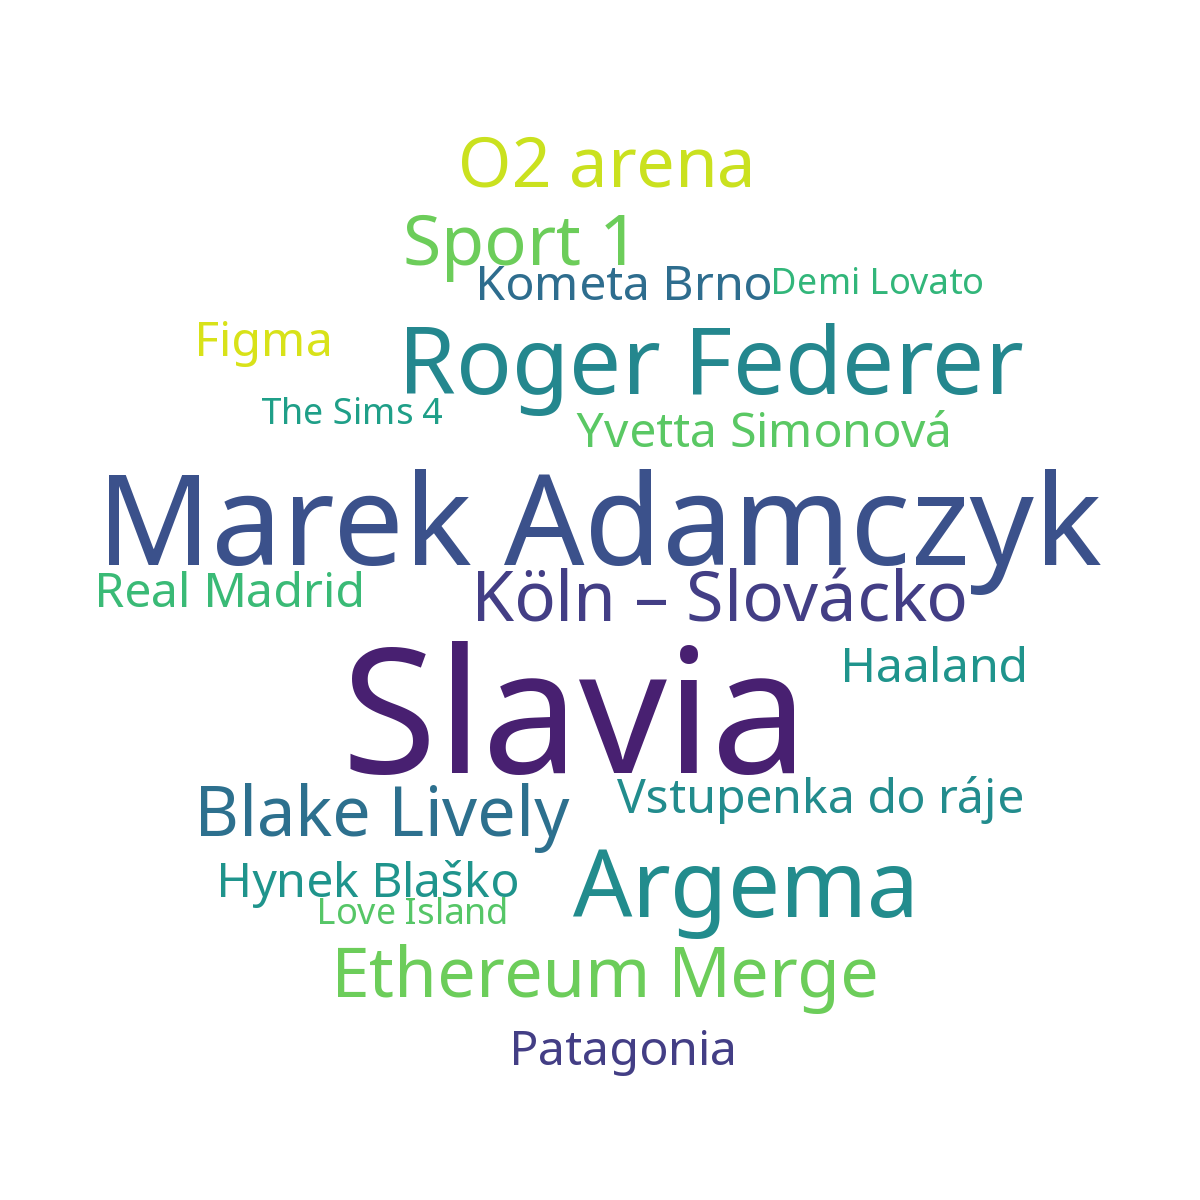 O2 arena
Sport 1
Kometa Brno
Demi Lovato
Figma
Roger Federer
The Sims 4
Yvetta Simonová
Marek Adamczyk
Real Madrid
Köln – Slovácko
Slavia
Haaland
Blake Lively
Vstupenka do ráje
Hynek Blaško
Argema
Love Island
Ethereum Merge
Patagonia